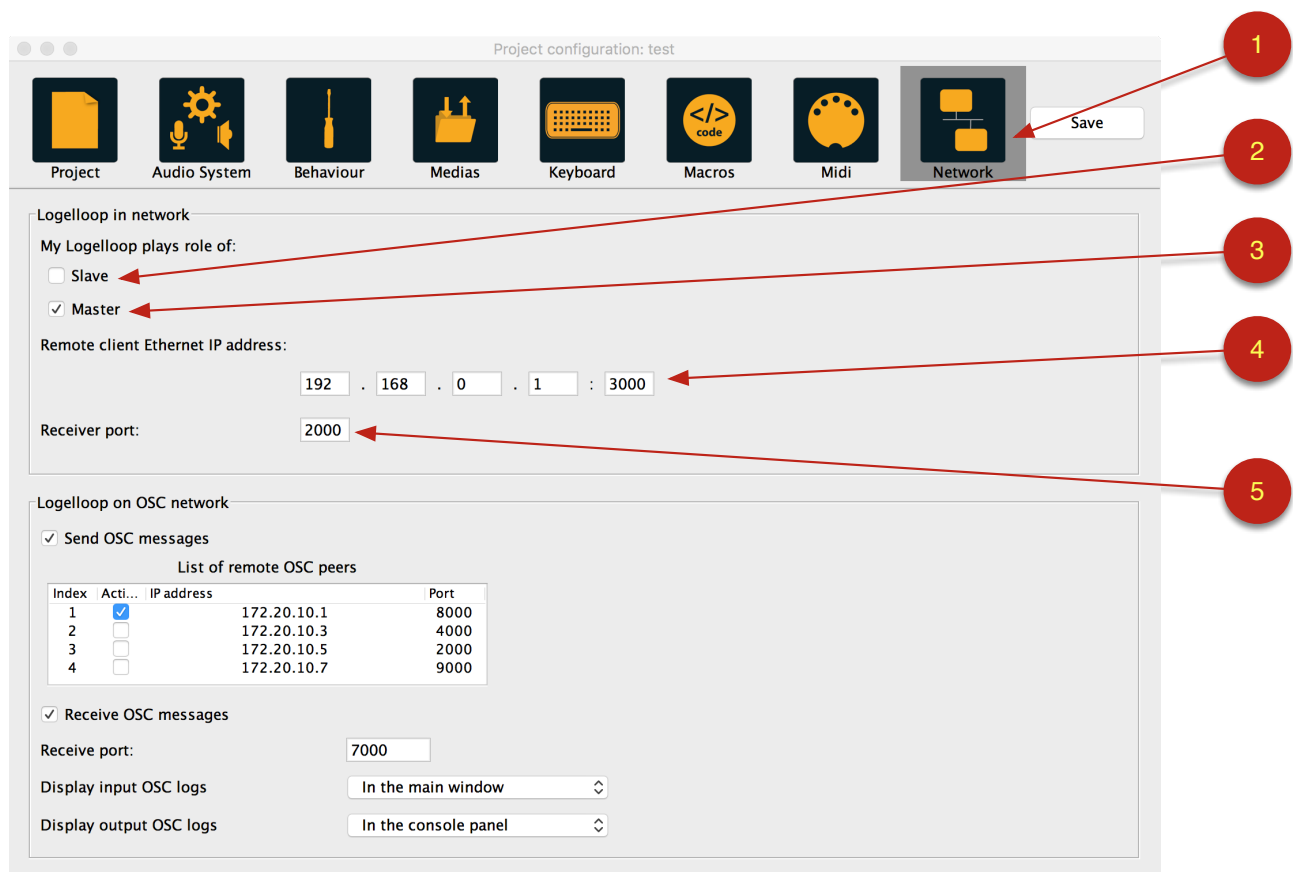 Project configuration: test
1
</>
code
Save
Project Audio System Behaviour Medias Keyboard Macros Midi Network
2
Logelloop in network
My Logelloop plays role of:
3
Slave
Master
Remote client Ethernet IP address:
4
192 . 168 . 0 . 1 : 3000
Receiver port: 2000
5
Logelloop on OSC network
Send OSC messages
List of remote OSC peers
Index Acti... IP address Port
1 172.20.10.1 8000
2 172.20.10.3 4000
3 172.20.10.5 2000
4 172.20.10.7 9000
Receive OSC messages
Receive port: 7000
Display input OSC logs In the main window
Display output OSC logs In the console panel